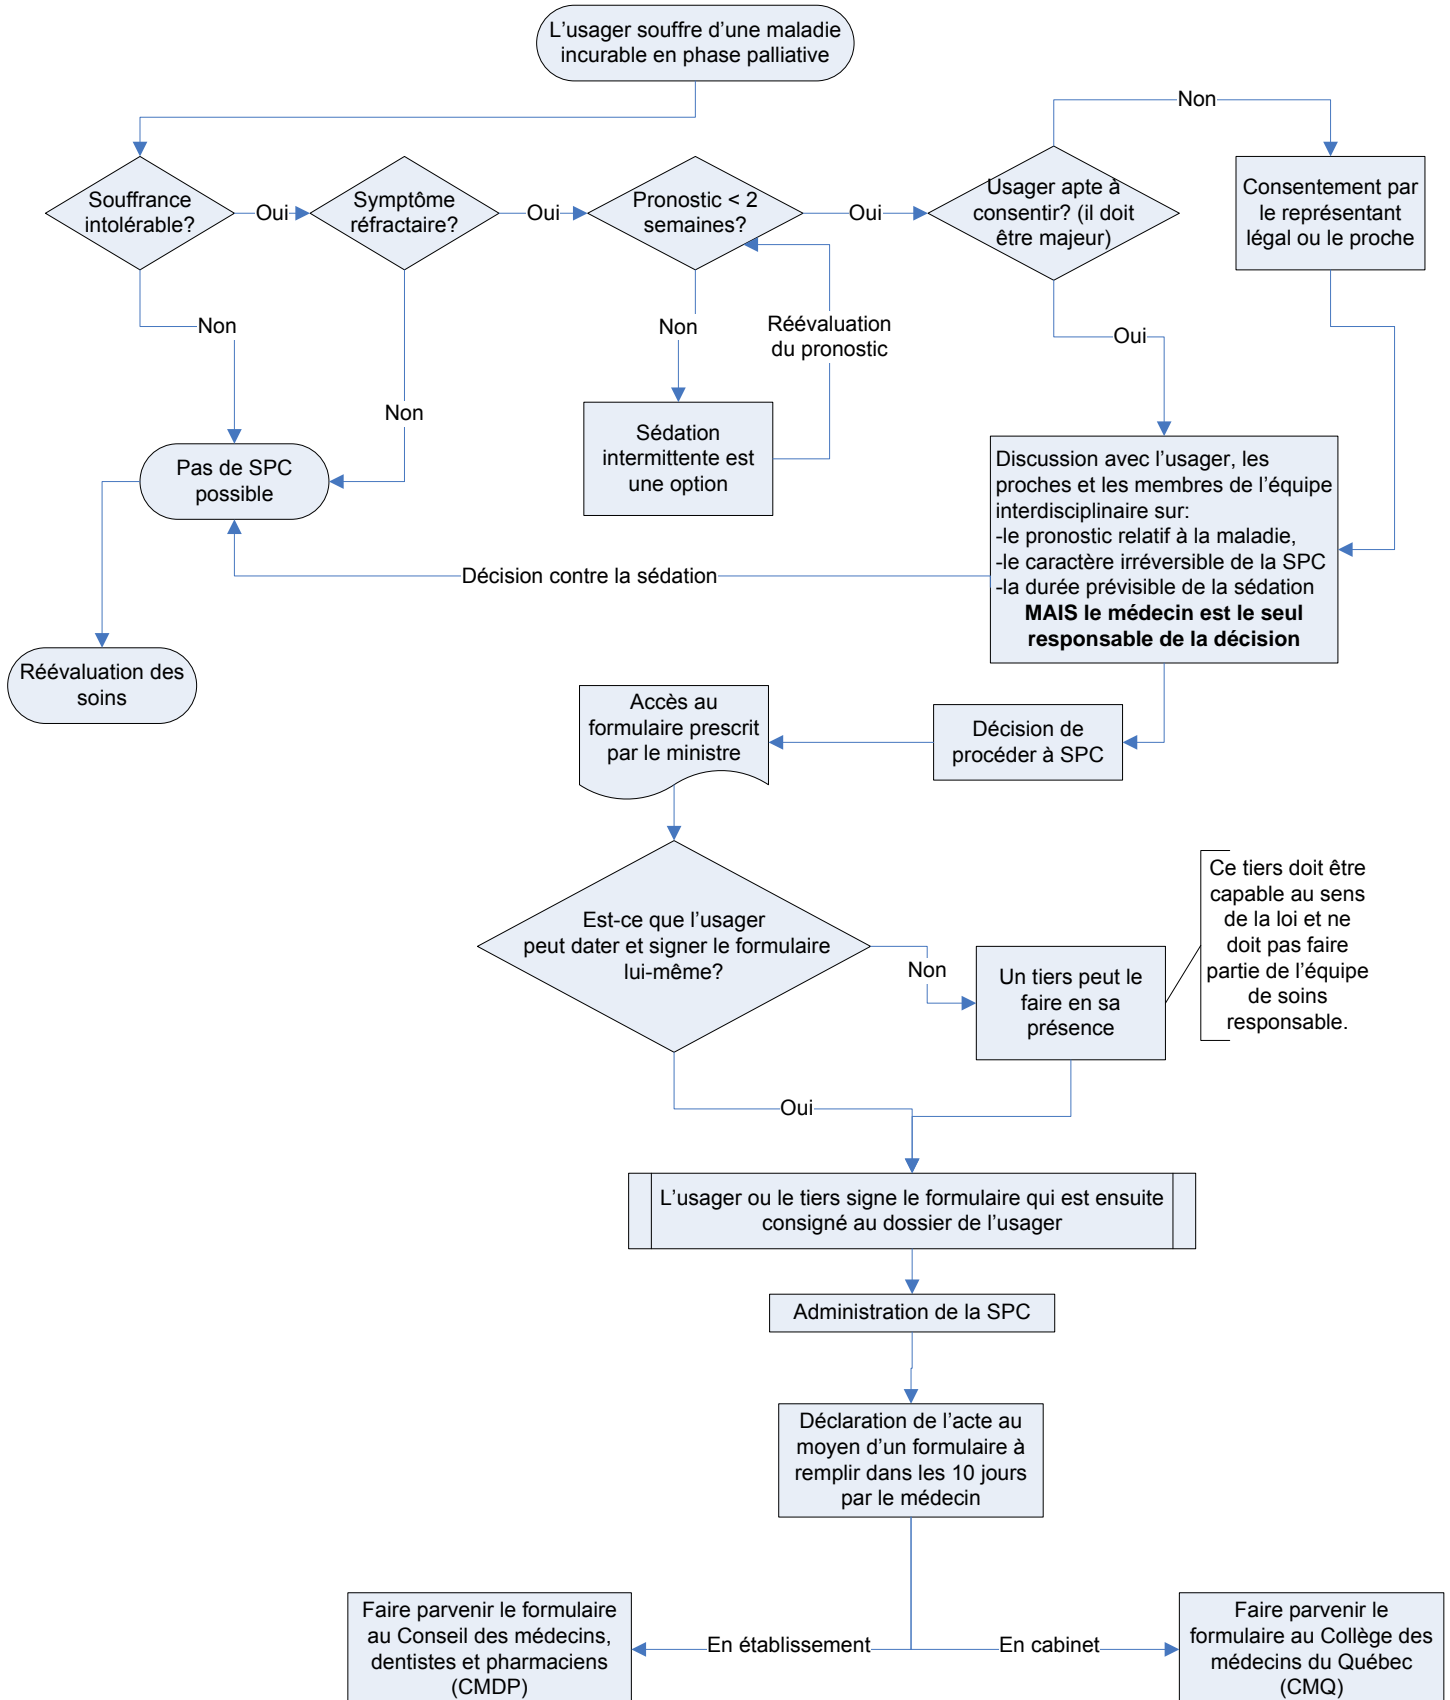 L'usager souffre d'une maladie
incurable en phase palliative
Non
Souffrance
intolérable?
Oui
Symptôme
réfractaire?
Oui
Pronostic < 2
semaines?
Oui
Usager apte à
consentir? (il doit
être majeur)
Consentement par
le représentant
légal ou le proche
Non
Non
Réévaluation
du pronostic
Oui
Non
Sédation
intermittente est
une option
Pas de SPC
possible
Discussion avec l'usager, les
proches et les membres de l'équipe
interdisciplinaire sur:
-le pronostic relatif à la maladie,
-le caractère irréversible de la SPC
-la durée prévisible de la sédation
MAIS le médecin est le seul
responsable de la décision
Décision contre la sédation
Réévaluation des
soins
Accès au
formulaire prescrit
par le ministre
Décision de
procéder à SPC
Est-ce que l'usager
peut dater et signer le formulaire
lui-même?
Non
Un tiers peut le
faire en sa
présence
Ce tiers doit être
capable au sens
de la loi et ne
doit pas faire
partie de l'équipe
de soins
responsable.
Oui
L'usager ou le tiers signe le formulaire qui est ensuite
consigné au dossier de l'usager
Administration de la SPC
Déclaration de l'acte au
moyen d'un formulaire à
remplir dans les 10 jours
par le médecin
Faire parvenir le formulaire
au Conseil des médecins,
dentistes et pharmaciens
(CMDP)
En établissement
En cabinet
Faire parvenir le
formulaire au Collège des
médecins du Québec
(CMQ)